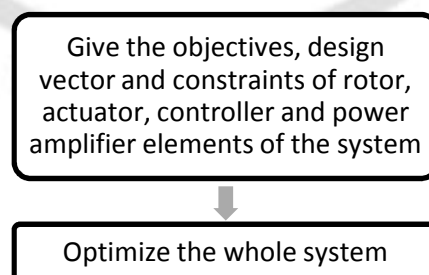 Give the objectives, design
vector and constraints of rotor,
actuator, controller and power
amplifier elements of the system
Optimize the whole system